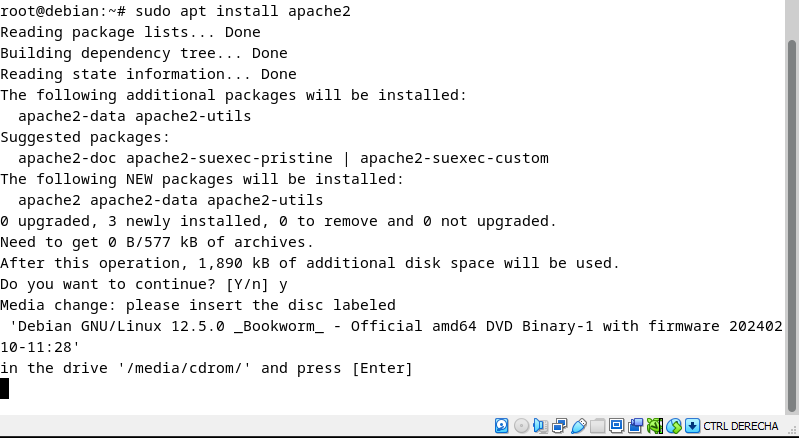 root@debian:~# sudo apt install apache2
Reading package lists... Done
Building dependency tree... Done
Reading state information... Done
The following additional packages will be installed:
  apache2-data apache2-utils
Suggested packages:
  apache2-doc apache2-suexec-pristine | apache2-suexec-custom
The following NEW packages will be installed:
  apache2 apache2-data apache2-utils
0 upgraded, 3 newly installed, 0 to remove and 0 not upgraded.
Need to get 0 B/577 kB of archives.
After this operation, 1,890 kB of additional disk space will be used.
Do you want to continue? [Y/n] y
Media change: please insert the disc labeled
 'Debian GNU/Linux 12.5.0 _Bookworm_ - Official amd64 DVD Binary-1 with firmware 202402
10-11:28'
in the drive '/media/cdrom/' and press [Enter]
CTRL DERECHA